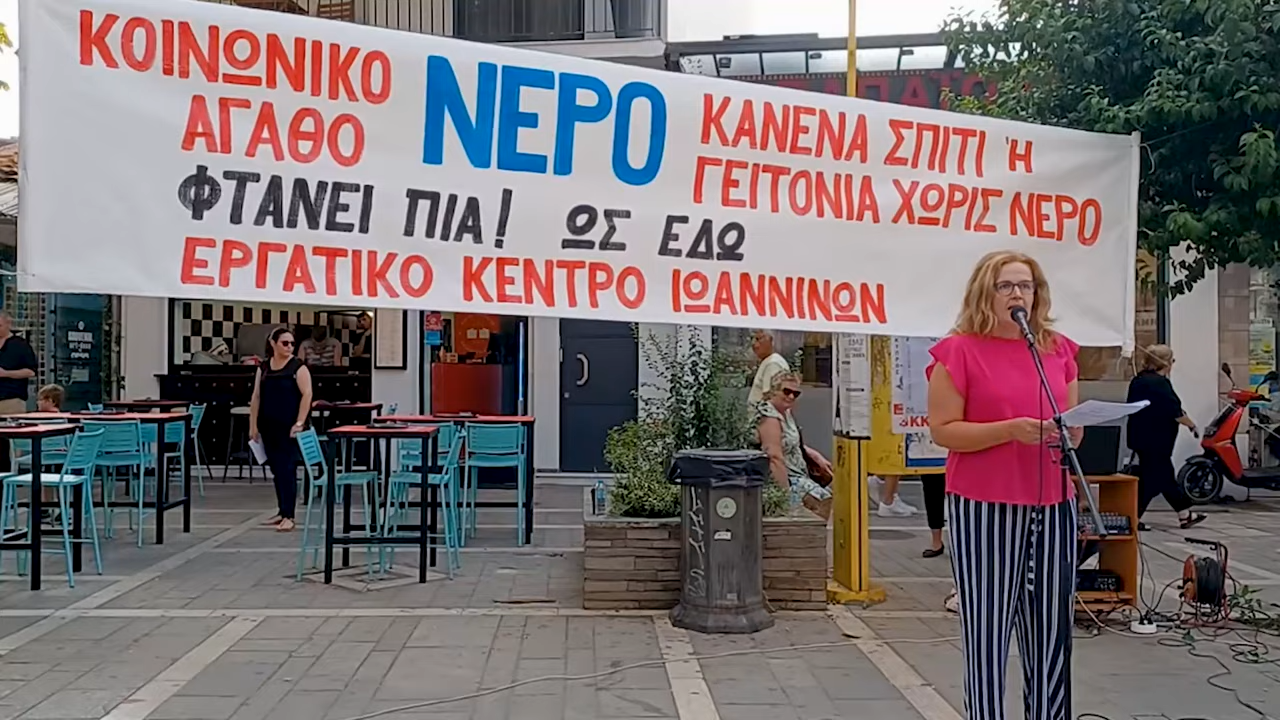 ΚΟΙΝΩΝΙΚΟ
ΑΓΑΘΟ
ΝΕΡΟ
ΚΑΝΕΝΑ ΣΠΙΤΙ Ή
ΓΕΙΤΟΝΙΑ ΧΩΡΙΣ ΝΕΡΟ
ΦΤΑΝΕΙ ΠΙΑ! ΩΣ ΕΔΩ
ΕΡΓΑΤΙΚΟ ΚΕΝΤΡΟ ΙΩΑΝΝΙΝΩΝ